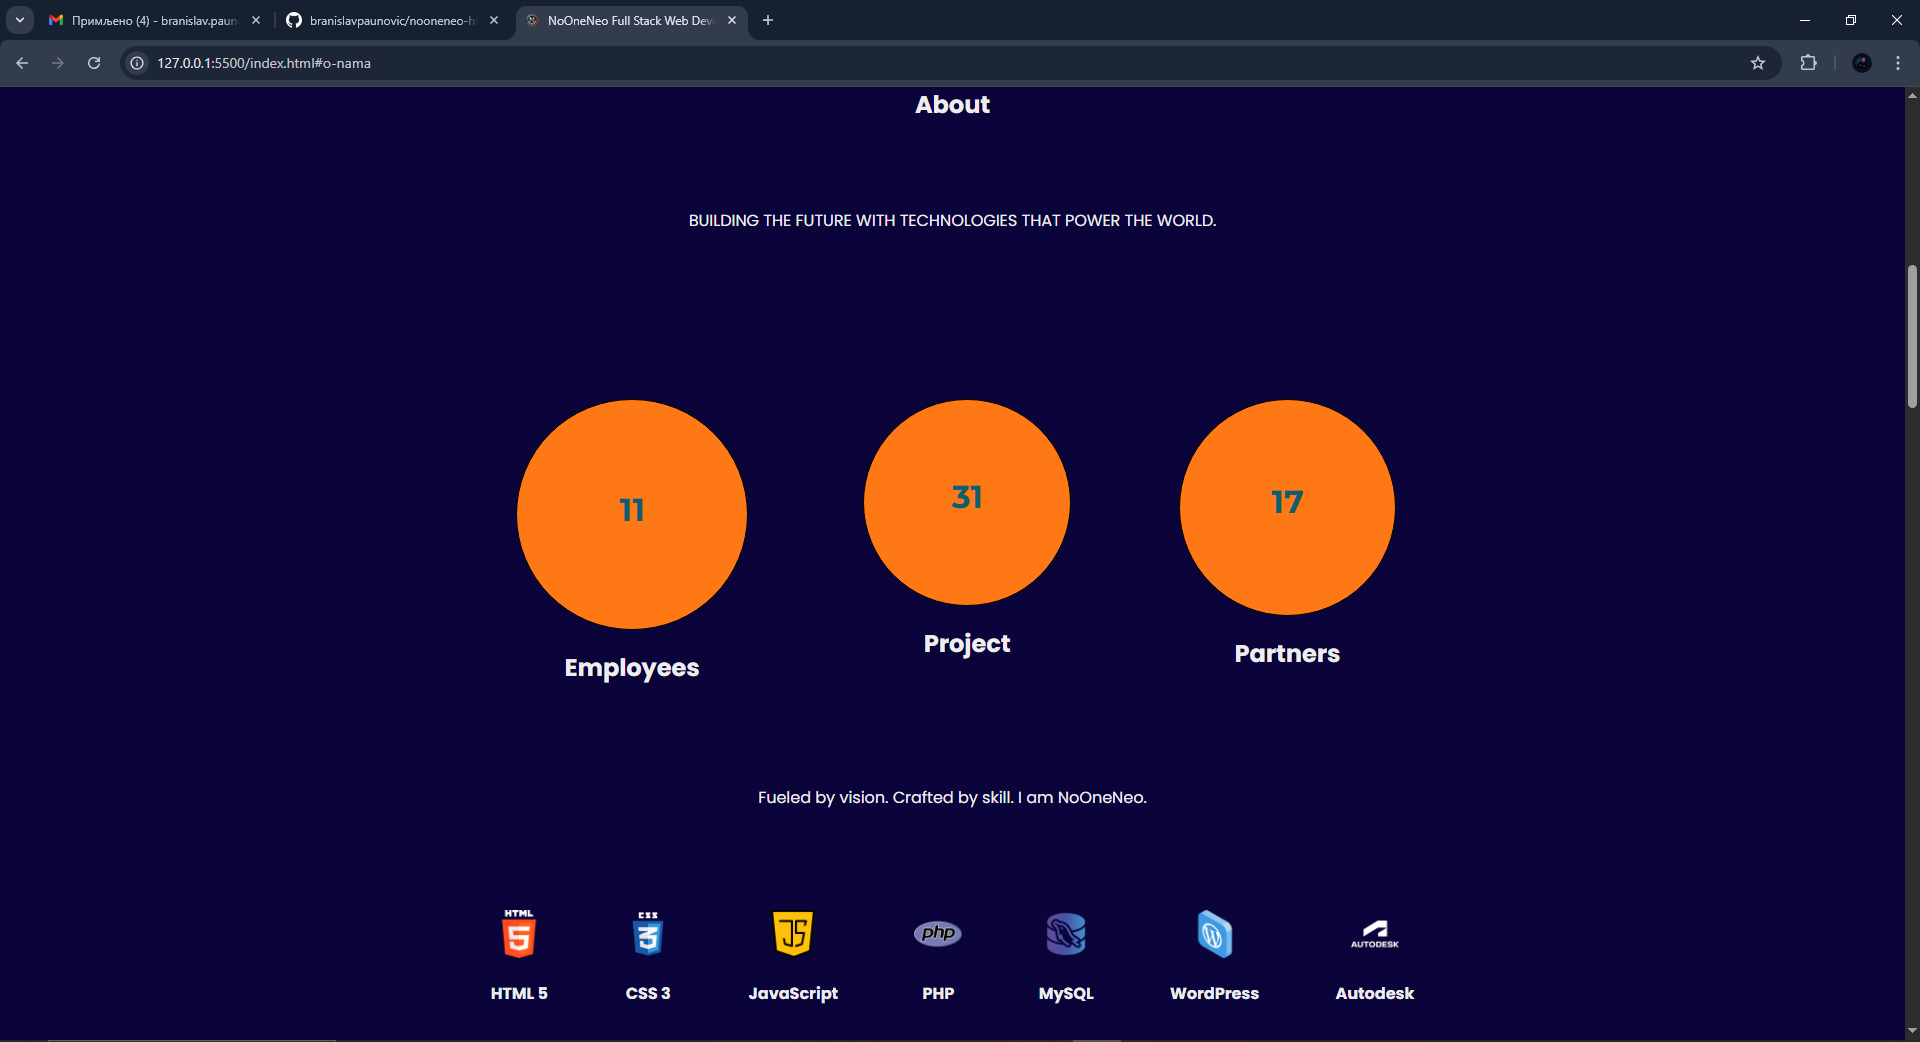 Примљено (4) - branislav.paun
branislavpaunovic/nooneneo-h
NoOneNeo Full Stack Web Dev
127.0.0.1:5500/index.html#o-nama
About
BUILDING THE FUTURE WITH TECHNOLOGIES THAT POWER THE WORLD.
11
31
17
Employees
Project
Partners
Fueled by vision. Crafted by skill. I am NoOneNeo.
HTML
5
CSS
3
JS
php
W
AUTODESK
HTML 5
CSS 3
JavaScript
PHP
MySQL
WordPress
Autodesk